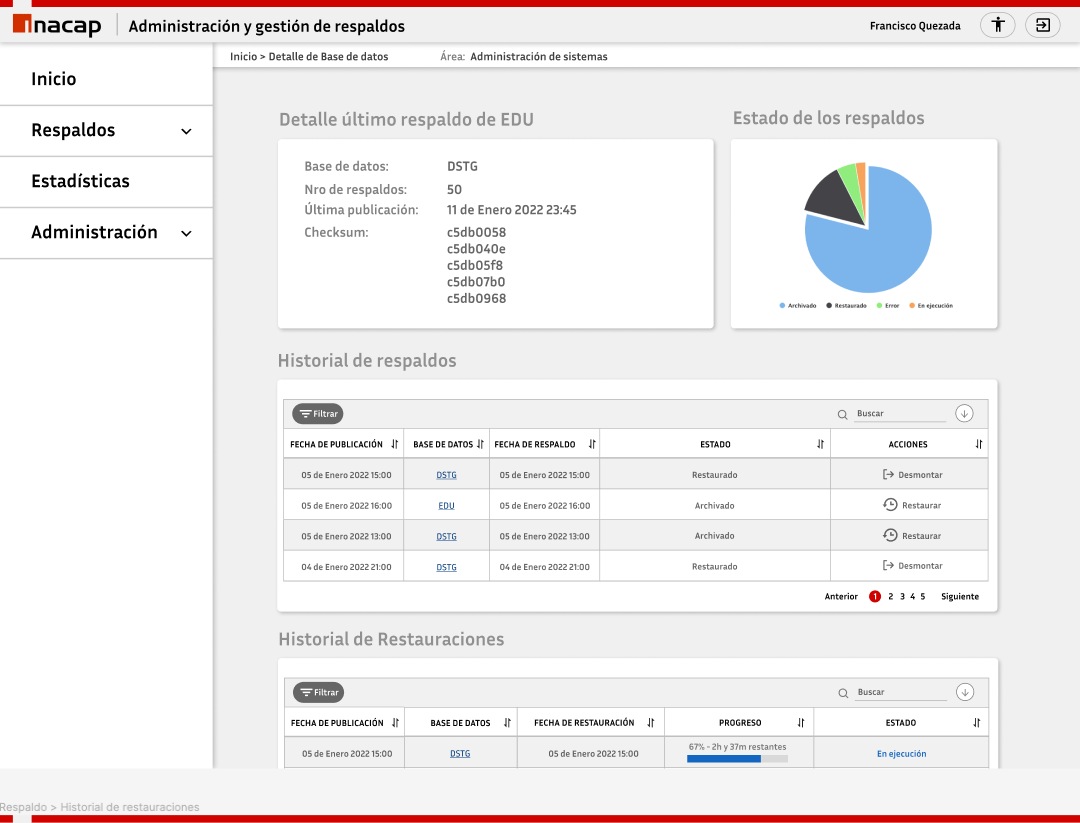 inacap
Administración y gestión de respaldos
Francisco Quezada
Inicio > Detalle de Base de datos
Área: Administración de sistemas
Inicio
Respaldos
Estadísticas
Administración
Detalle último respaldo de EDU
Base de datos: DSTG
Nro de respaldos: 50
Última publicación: 11 de Enero 2022 23:45
Checksum: c5db0058
c5db040e
c5db05f8
c5db07b0
c5db0968
Estado de los respaldos
Archivado Restaurado Error En ejecución
Historial de respaldos
Filtrar Buscar
FECHA DE PUBLICACIÓN BASE DE DATOS FECHA DE RESPALDO ESTADO ACCIONES
05 de Enero 2022 15:00 DSTG 05 de Enero 2022 15:00 Restaurado Desmontar
05 de Enero 2022 16:00 EDU 05 de Enero 2022 16:00 Archivado Restaurar
05 de Enero 2022 13:00 DSTG 05 de Enero 2022 13:00 Archivado Restaurar
04 de Enero 2022 21:00 DSTG 04 de Enero 2022 21:00 Restaurado Desmontar
Anterior 1 2 3 4 5 Siguiente
Historial de Restauraciones
Filtrar Buscar
FECHA DE PUBLICACIÓN BASE DE DATOS FECHA DE RESTAURACIÓN PROGRESO ESTADO
05 de Enero 2022 15:00 DSTG 05 de Enero 2022 15:00 67% - 2h y 37m restantes En ejecución
Respaldo > Historial de restauraciones